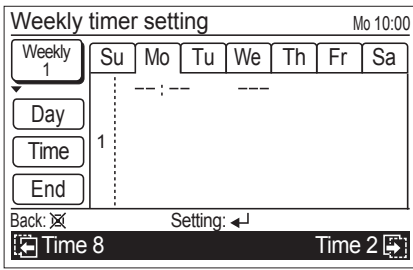 Weekly timer setting Mo 10:00
Weekly 1 Su Mo Tu We Th Fr Sa
--:-- ---
Day
Time 1
End
Back: Setting:
Time 8 Time 2